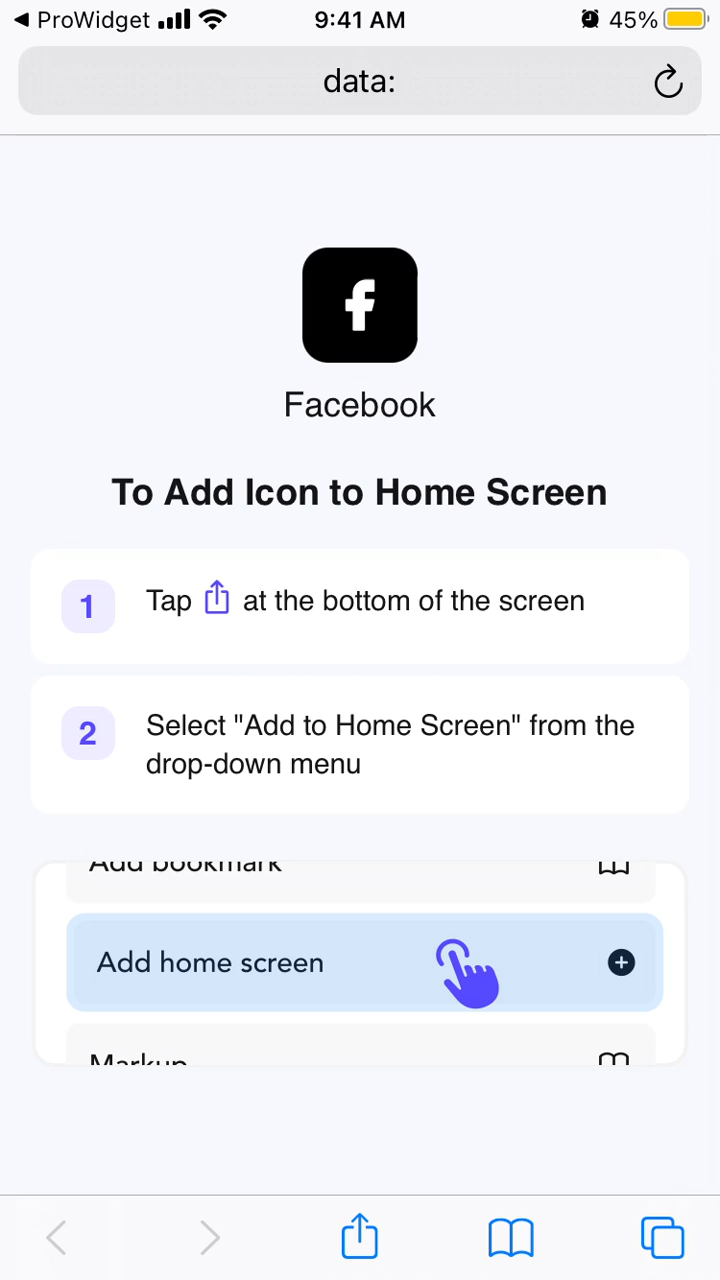 ProWidget 9:41 AM 45%
data:
f
Facebook
To Add Icon to Home Screen
1 Tap at the bottom of the screen
2 Select "Add to Home Screen" from the
drop-down menu
Add bookmark
Add home screen
Markup